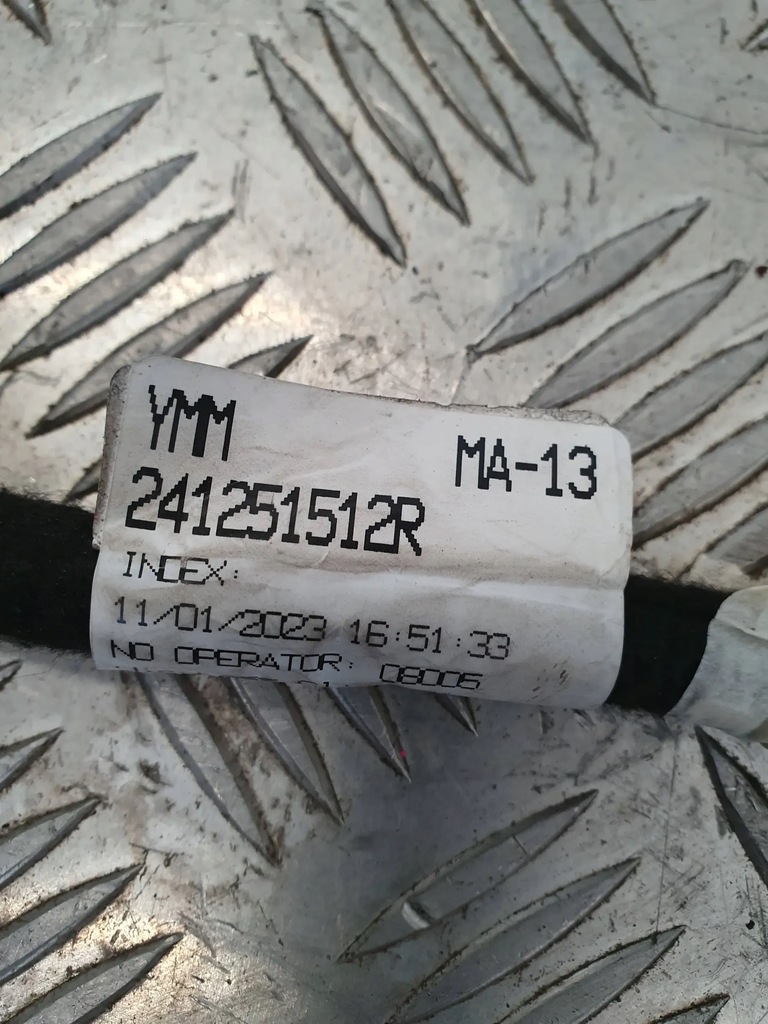 YMM
MA-13
241251512R
INDEX:
11/01/2023 16:51:33
NO OPERATOR: 08005